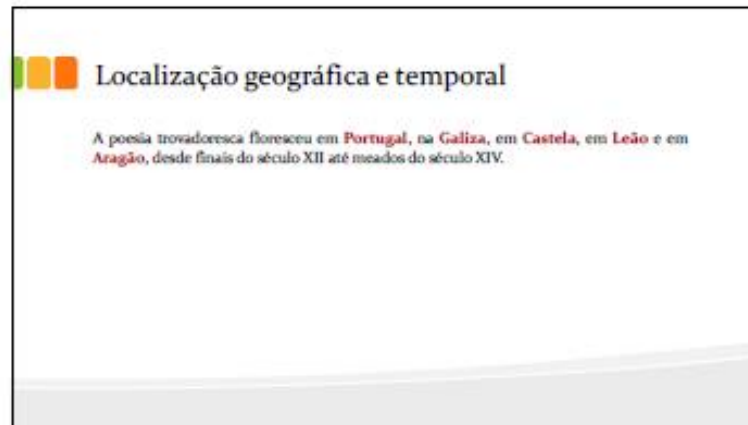 Localização geográfica e temporal
A poesia trovadoresca floresceu em Portugal, na Galiza, em Castela, em Leão e em
Aragão, desde finais do século XII até meados do século XIV.